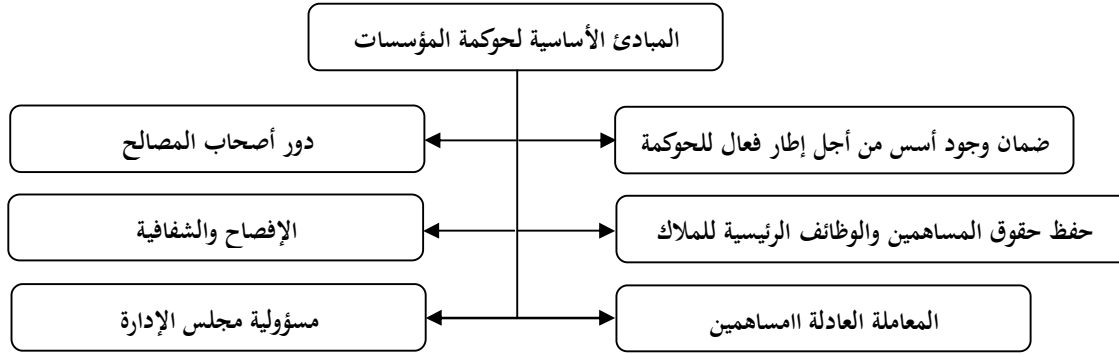 المبادئ الأساسية لحوكمة المؤسسات
ضمان وجود أسس من أجل إطار فعال للحوكمة
دور أصحاب المصالح
حفظ حقوق المساهمين والوظائف الرئيسية للملاك
الإفصاح والشفافية
المعاملة العادلة اامساهمين
مسؤولية مجلس الإدارة